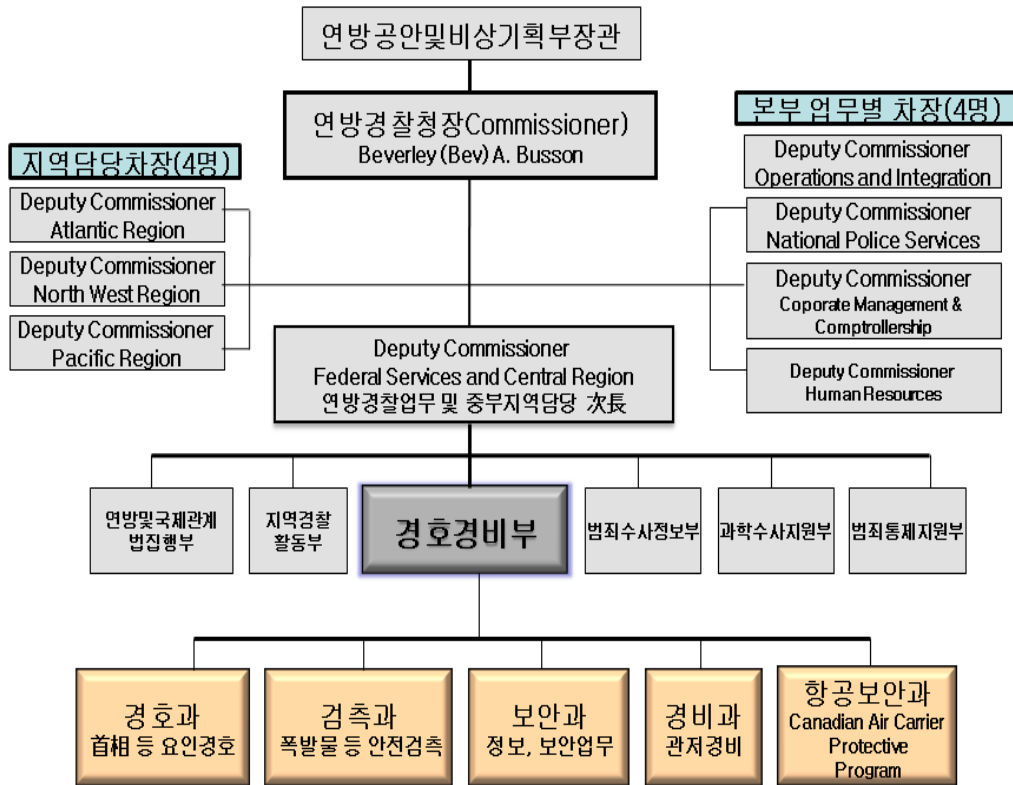 연방공안및비상기획부장관
연방경찰청장Commissioner)
Beverley (Bev) A. Busson
본부 업무별 차장(4명)
Deputy Commissioner
Operations and Integration
Deputy Commissioner
National Police Services
Deputy Commissioner
Coporate Management &
Comptrollership
Deputy Commissioner
Human Resources
지역담당차장(4명)
Deputy Commissioner
Atlantic Region
Deputy Commissioner
North West Region
Deputy Commissioner
Pacific Region
Deputy Commissioner
Federal Services and Central Region
연방경찰업무 및 중부지역담당 次長
연방및국제관계
법집행부
지역경찰
활동부
경호경비부
범죄수사정보부
과학수사지원부
범죄통제지원부
경호과
首相 등 요인경호
검측과
폭발물 등 안전검측
보안과
정보, 보안업무
경비과
관저경비
항공보안과
Canadian Air Carrier
Protective
Program